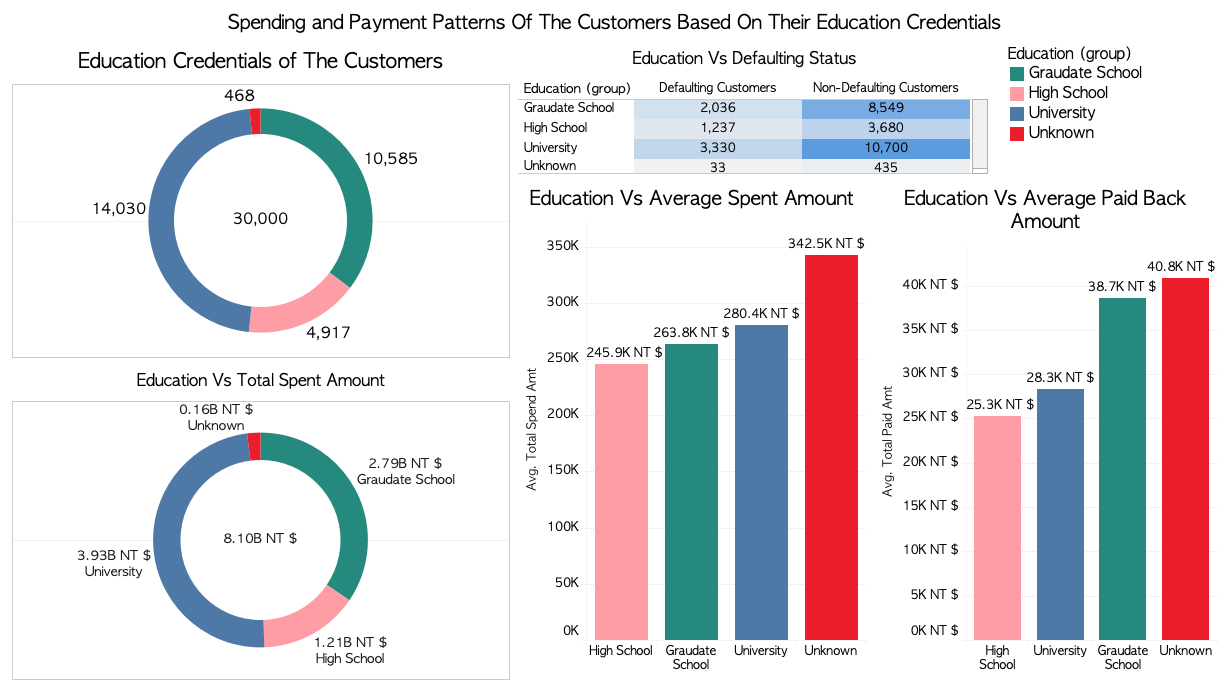 Spending and Payment Patterns Of The Customers Based On Their Education Credentials
Education Credentials of The Customers
468
10,585
14,030
30,000
4,917
Education Vs Total Spent Amount
0.16B NT $
Unknown
2.79B NT $
Graudate School
8.10B NT $
3.93B NT $
University
1.21B NT $
High School
Education Vs Defaulting Status
Education (group) Defaulting Customers Non-Defaulting Customers
Graudate School 2,036 8,549
High School 1,237 3,680
University 3,330 10,700
Unknown 33 435
Education (group)
Graudate School
High School
University
Unknown
Education Vs Average Spent Amount
Avg. Total Spend Amt
350K
300K
250K
200K
150K
100K
50K
0K
245.9K NT $
263.8K NT $
280.4K NT $
342.5K NT $
High School
Graudate
School
University
Unknown
Education Vs Average Paid Back
Amount
Avg. Total Paid Amt
40K NT $
35K NT $
30K NT $
25K NT $
20K NT $
15K NT $
10K NT $
5K NT $
0K NT $
25.3K NT $
28.3K NT $
38.7K NT $
40.8K NT $
High
School
University
Graudate
School
Unknown